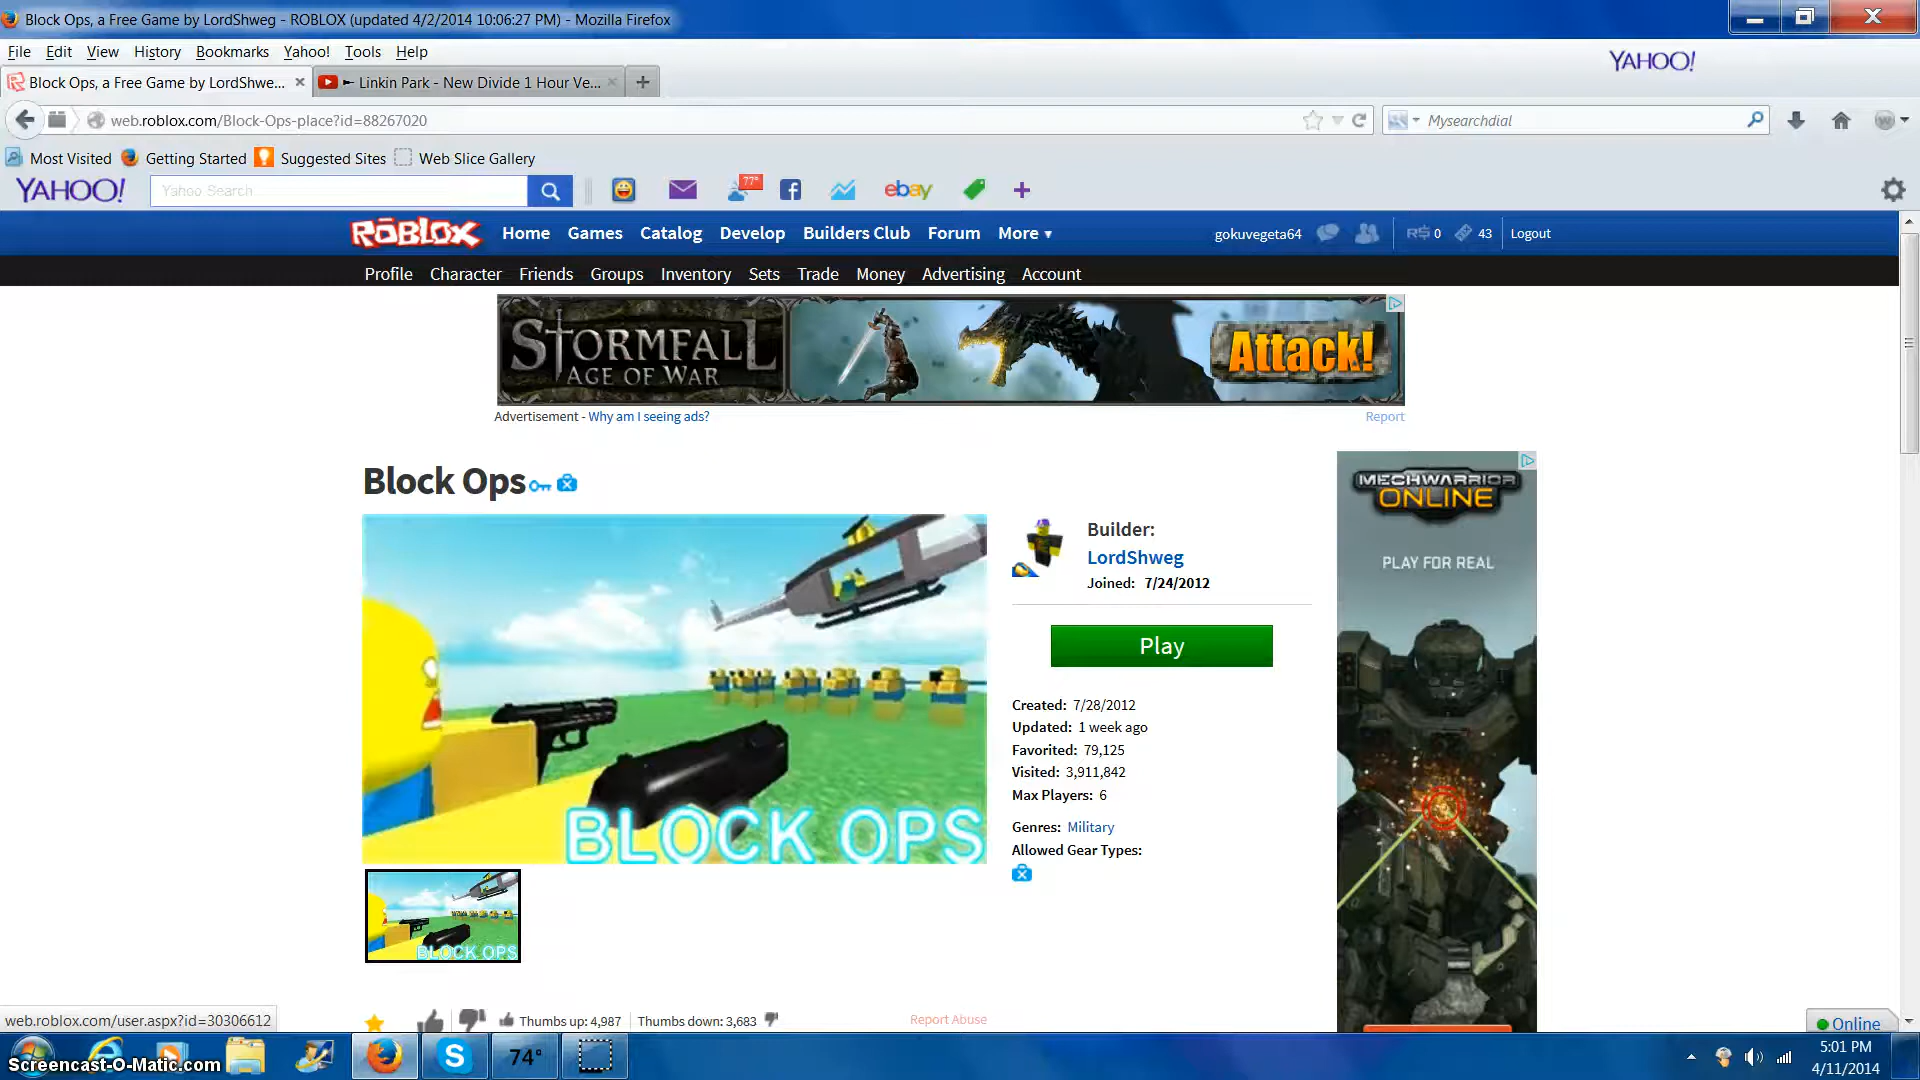 Block Ops, a Free Game by LordShweg - ROBLOX (updated 4/2/2014 10:06:27 PM) - Mozilla Firefox
File Edit View History Bookmarks Yahoo! Tools Help
YAHOO!
Block Ops, a Free Game by LordShwe... Linkin Park - New Divide 1 Hour Ve...
web.roblox.com/Block-Ops-place?id=88267020 Mysearchdial
Most Visited Getting Started Suggested Sites Web Slice Gallery
YAHOO! Yahoo Search 77° ebay
ROBLOX Home Games Catalog Develop Builders Club Forum More gokuvegeta64 R$ 0 43 Logout
Profile Character Friends Groups Inventory Sets Trade Money Advertising Account
STORMFALL
AGE OF WAR
Attack!
Advertisement - Why am I seeing ads? Report
Block Ops
BLOCK OPS
BLOCK OPS
Builder:
LordShweg
Joined: 7/24/2012
Play
Created: 7/28/2012
Updated: 1 week ago
Favorited: 79,125
Visited: 3,911,842
Max Players: 6
Genres: Military
Allowed Gear Types:
MECHWARRIOR
ONLINE
PLAY FOR REAL
Thumbs up: 4,987 Thumbs down: 3,683 Report Abuse
web.roblox.com/user.aspx?id=30306612
Online
74°
Screencast-O-Matic.com
5:01 PM
4/11/2014